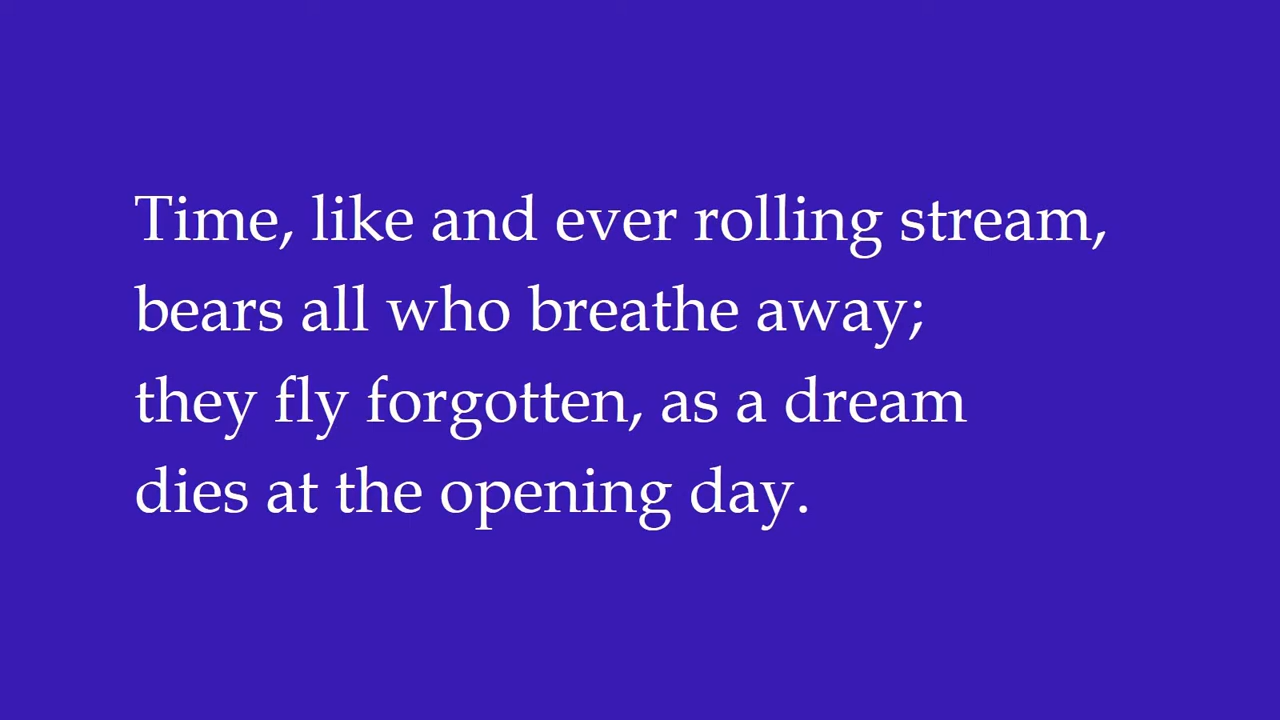 Time, like and ever rolling stream,
bears all who breathe away;
they fly forgotten, as a dream
dies at the opening day.